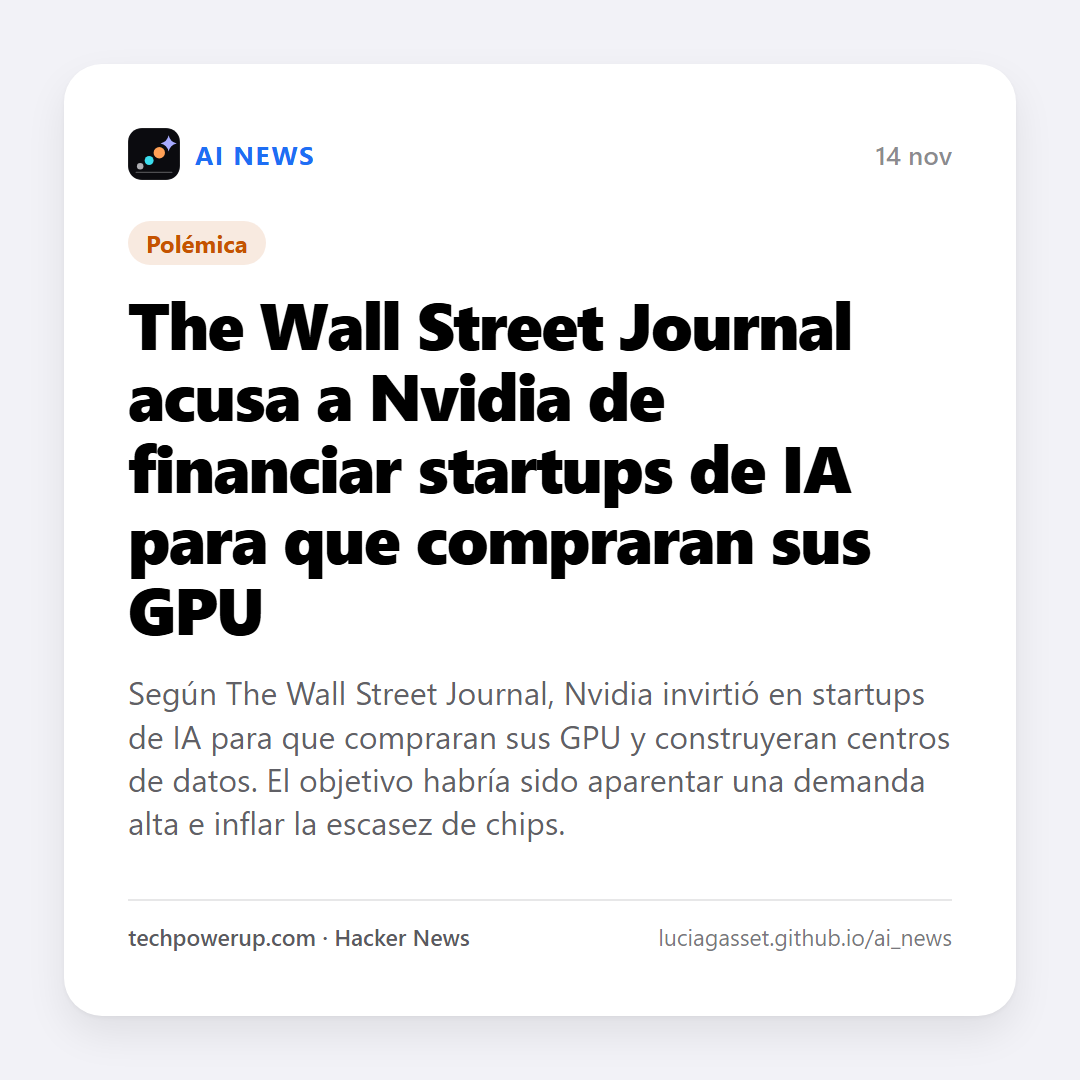 AI NEWS
14 nov
Polémica
The Wall Street Journal
acusa a Nvidia de
financiar startups de IA
para que compraran sus
GPU
Según The Wall Street Journal, Nvidia invirtió en startups
de IA para que compraran sus GPU y construyeran centros
de datos. El objetivo habría sido aparentar una demanda
alta e inflar la escasez de chips.
techpowerup.com · Hacker News
luciagasset.github.io/ai_news